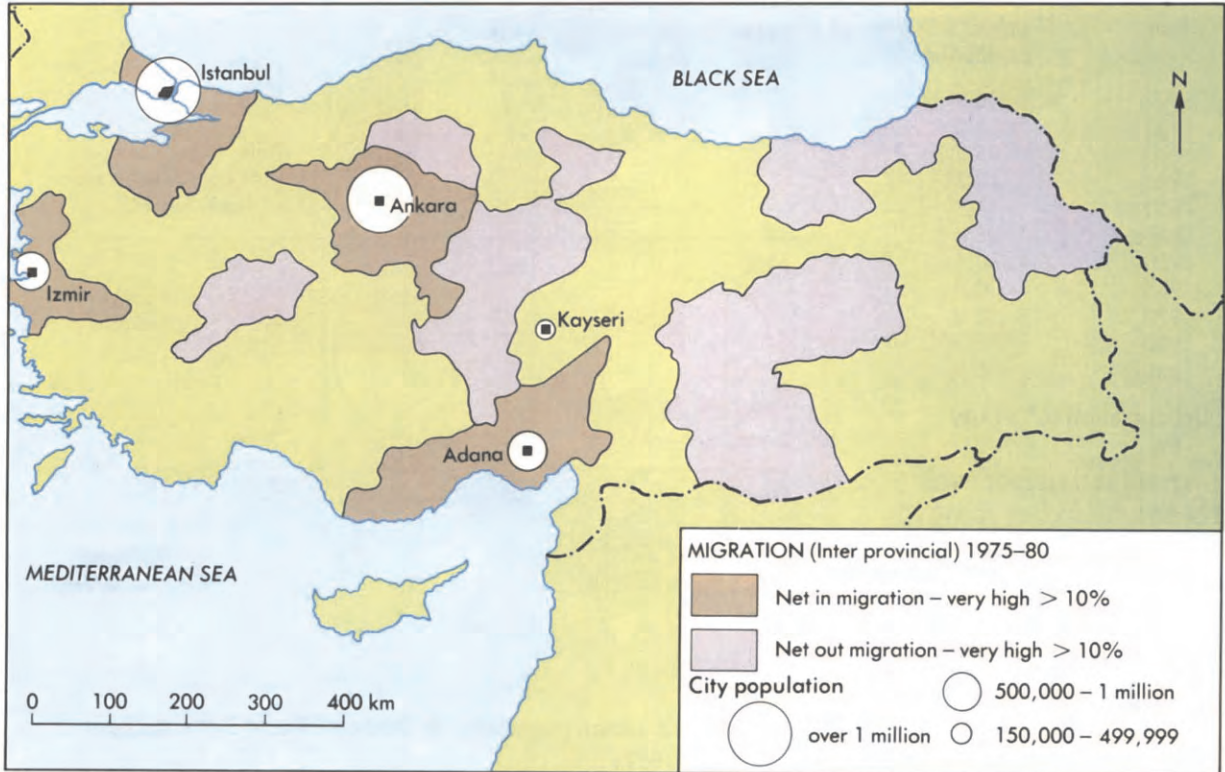 Istanbul
BLACK SEA
N
Ankara
Izmir
Kayseri
Adana
MEDITERRANEAN SEA
0 100 200 300 400 km
MIGRATION (Inter provincial) 1975–80
Net in migration – very high > 10%
Net out migration – very high > 10%
City population
500,000 – 1 million
over 1 million
150,000 – 499,999